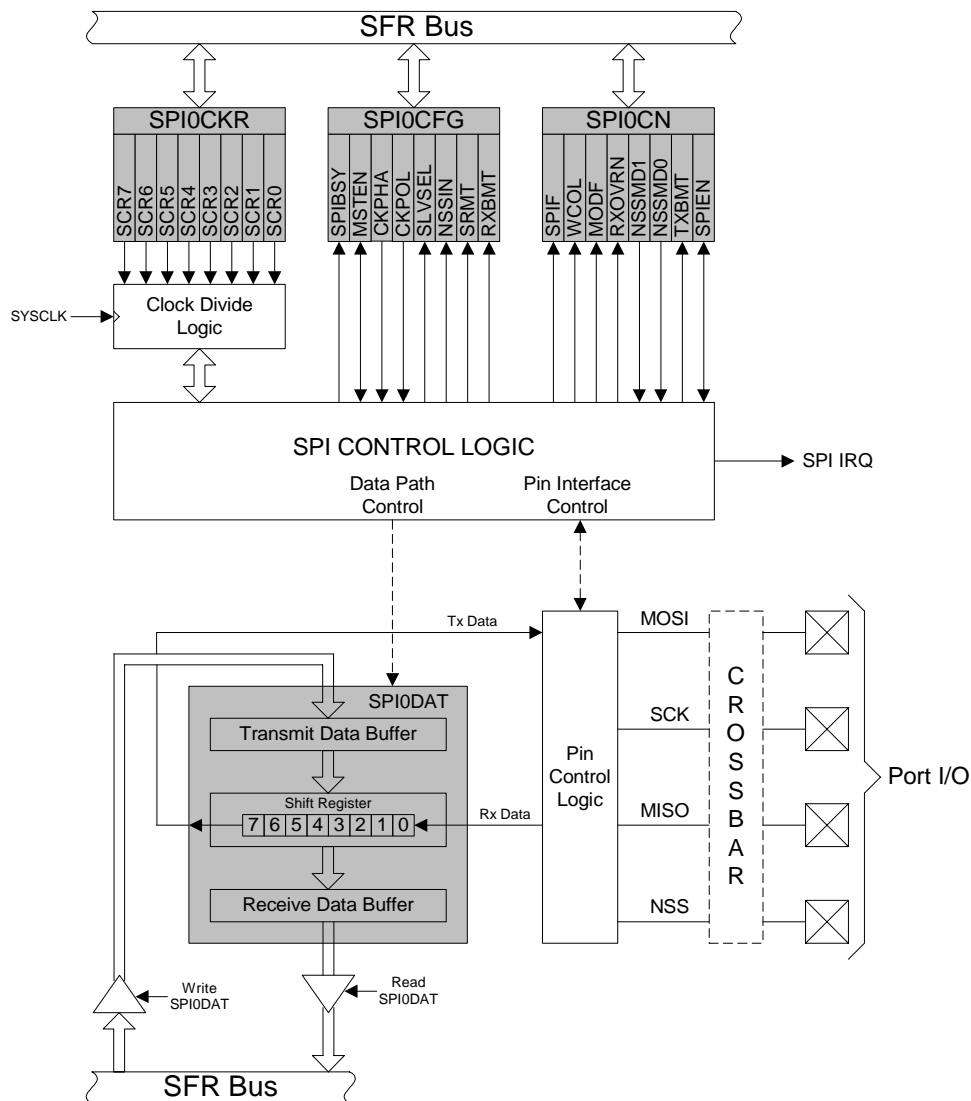 SFR Bus
SPI0CKR
SPI0CFG
SPI0CN
SCR7
SCR6
SCR5
SCR4
SCR3
SCR2
SCR1
SCR0
SPIBSY
MSTEN
CKPHA
CKPOL
SLVSEL
NSSIN
SRMT
RXBMT
SPIF
WCOL
MODF
RXOVRN
NSSMD1
NSSMD0
TXBMT
SPIEN
SYSCLK
Clock Divide
Logic
SPI CONTROL LOGIC
Data Path
Control
Pin Interface
Control
SPI IRQ
Tx Data
MOSI
SPI0DAT
Transmit Data Buffer
SCK
Shift Register
7 6 5 4 3 2 1 0
Rx Data
Pin
Control
Logic
MISO
Receive Data Buffer
NSS
CROSSBAR
Port I/O
Write
SPI0DAT
Read
SPI0DAT
SFR Bus